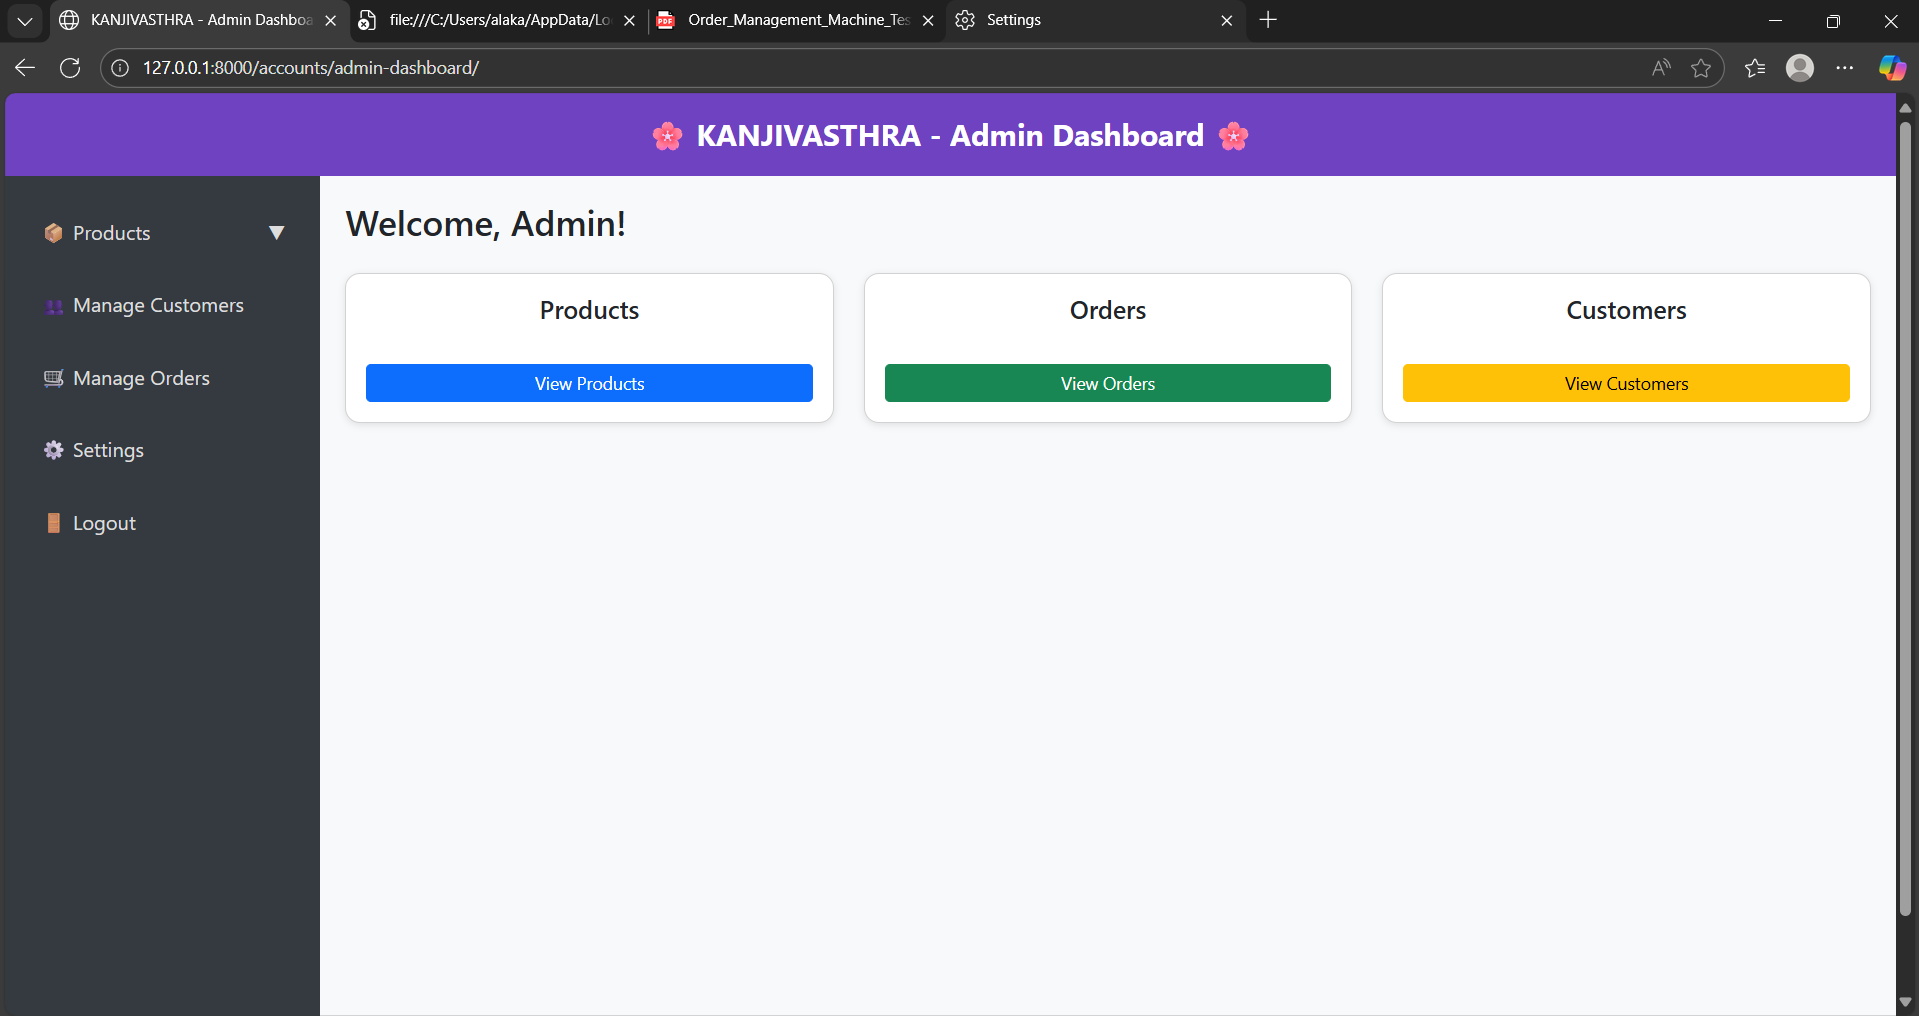 KANJIVASTHRA - Admin Dashboa
file:///C:/Users/alaka/AppData/Lo
Order_Management_Machine_Tes
Settings
127.0.0.1:8000/accounts/admin-dashboard/
🌸 KANJIVASTHRA - Admin Dashboard 🌸
📦 Products ▼
👥 Manage Customers
🛒 Manage Orders
⚙️ Settings
🚪 Logout
Welcome, Admin!
Products
View Products
Orders
View Orders
Customers
View Customers